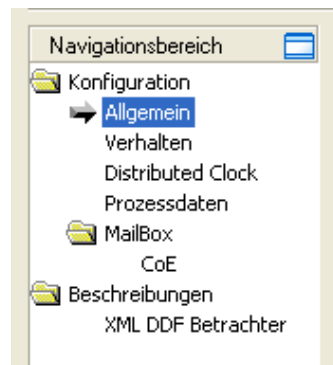 Navigationsbereich
Konfiguration
Allgemein
Verhalten
Distributed Clock
Prozessdaten
MailBox
CoE
Beschreibungen
XML DDF Betrachter